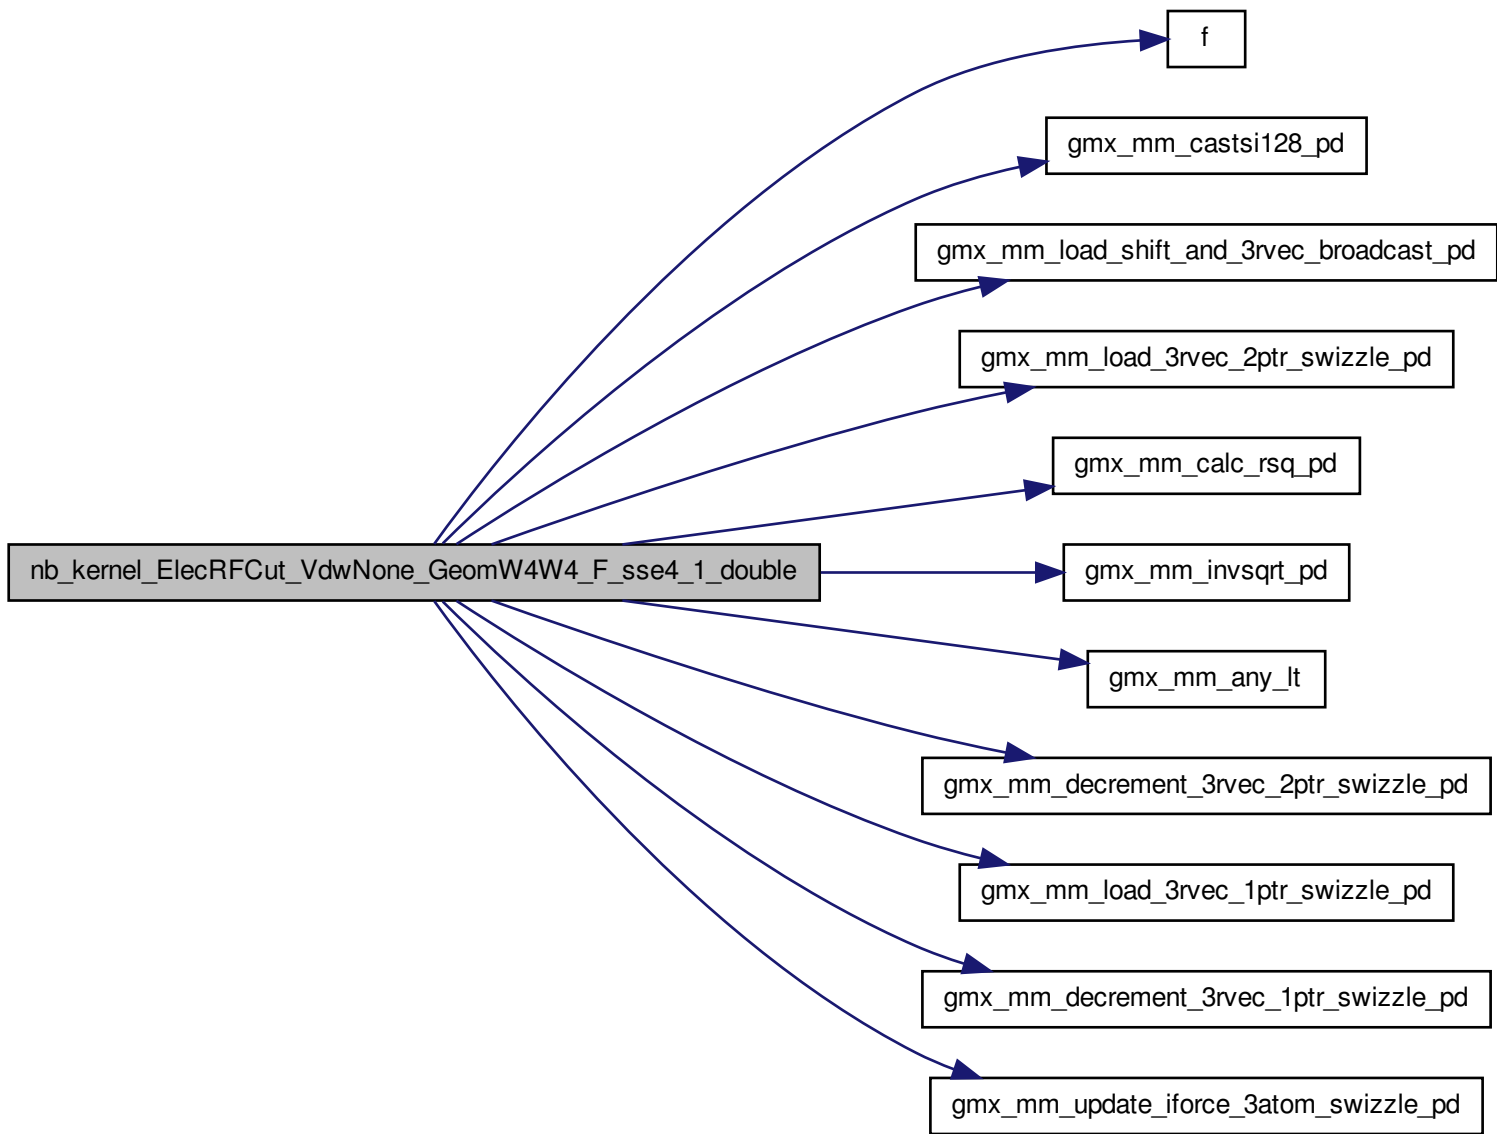 f
gmx_mm_castsi128_pd
gmx_mm_load_shift_and_3rvec_broadcast_pd
gmx_mm_load_3rvec_2ptr_swizzle_pd
gmx_mm_calc_rsq_pd
nb_kernel_ElecRFCut_VdwNone_GeomW4W4_F_sse4_1_double
gmx_mm_invsqrt_pd
gmx_mm_any_lt
gmx_mm_decrement_3rvec_2ptr_swizzle_pd
gmx_mm_load_3rvec_1ptr_swizzle_pd
gmx_mm_decrement_3rvec_1ptr_swizzle_pd
gmx_mm_update_iforce_3atom_swizzle_pd